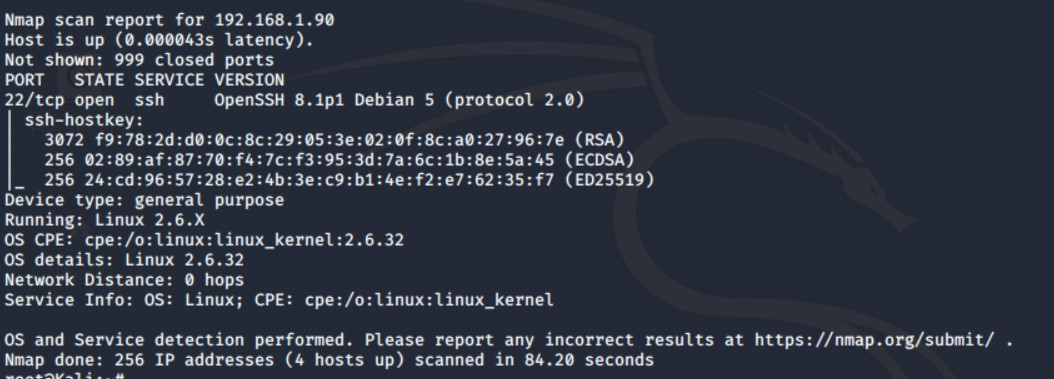 Nmap scan report for 192.168.1.90
Host is up (0.000043s latency).
Not shown: 999 closed ports
PORT   STATE SERVICE VERSION
22/tcp open  ssh     OpenSSH 8.1p1 Debian 5 (protocol 2.0)
| ssh-hostkey:
|   3072 f9:78:2d:d0:0c:8c:29:05:3e:02:0f:8c:a0:27:96:7e (RSA)
|   256 02:89:af:87:70:f4:7c:f3:95:3d:7a:6c:1b:8e:5a:45 (ECDSA)
|_  256 24:cd:96:57:28:e2:4b:3e:c9:b1:4e:f2:e7:62:35:f7 (ED25519)
Device type: general purpose
Running: Linux 2.6.X
OS CPE: cpe:/o:linux:linux_kernel:2.6.32
OS details: Linux 2.6.32
Network Distance: 0 hops
Service Info: OS: Linux; CPE: cpe:/o:linux:linux_kernel
OS and Service detection performed. Please report any incorrect results at https://nmap.org/submit/ .
Nmap done: 256 IP addresses (4 hosts up) scanned in 84.20 seconds
root@Kali:~#